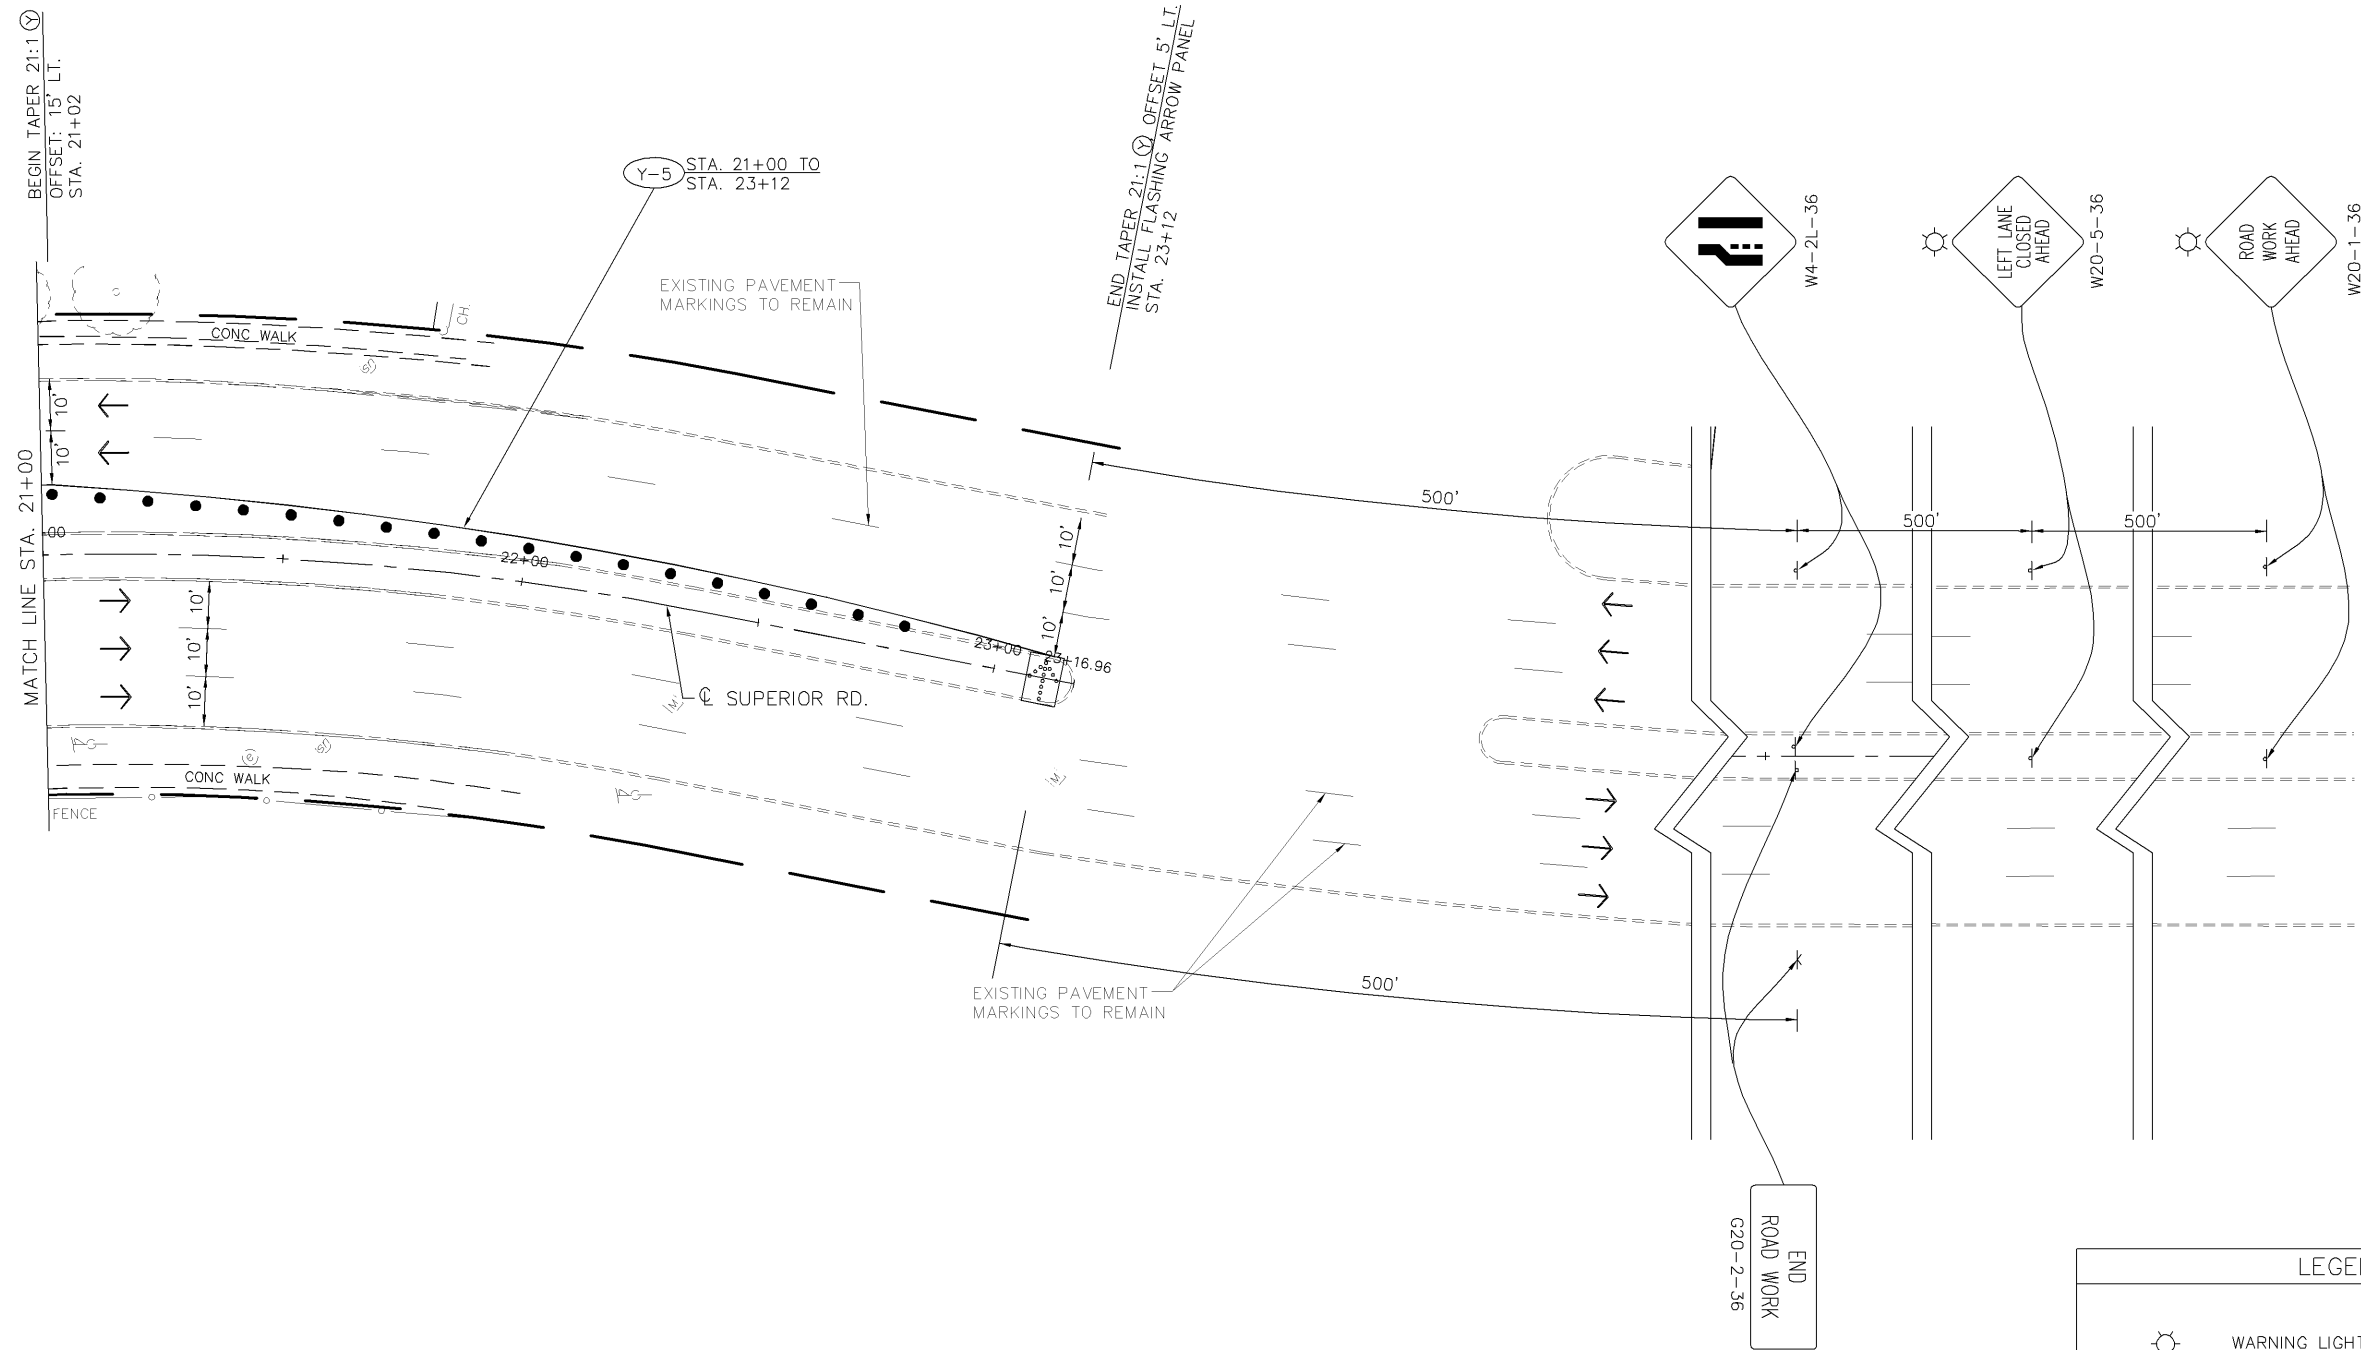 BEGIN TAPER 21:1 Y
OFFSET: 15' LT.
STA. 21+02
END TAPER 21:1 Y, OFFSET 5' LT.
INSTALL FLASHING ARROW PANEL
STA. 23+12
Y-5
STA. 21+00 TO
STA. 23+12
EXISTING PAVEMENT
MARKINGS TO REMAIN
W4-2L-36
LEFT LANE
CLOSED
AHEAD
W20-5-36
ROAD
WORK
AHEAD
W20-1-36
CONC WALK
CH.
(S)
10'
10'
MATCH LINE STA. 21+00
+00
22+00
23+00
23+16.96
10'
10'
10'
500'
500'
500'
10'
10'
10'
℄ SUPERIOR RD.
(M)
(M)
(S)
(e)
CONC WALK
FENCE
EXISTING PAVEMENT
MARKINGS TO REMAIN
500'
END
ROAD WORK
G20-2-36
LEGE
WARNING LIGHT